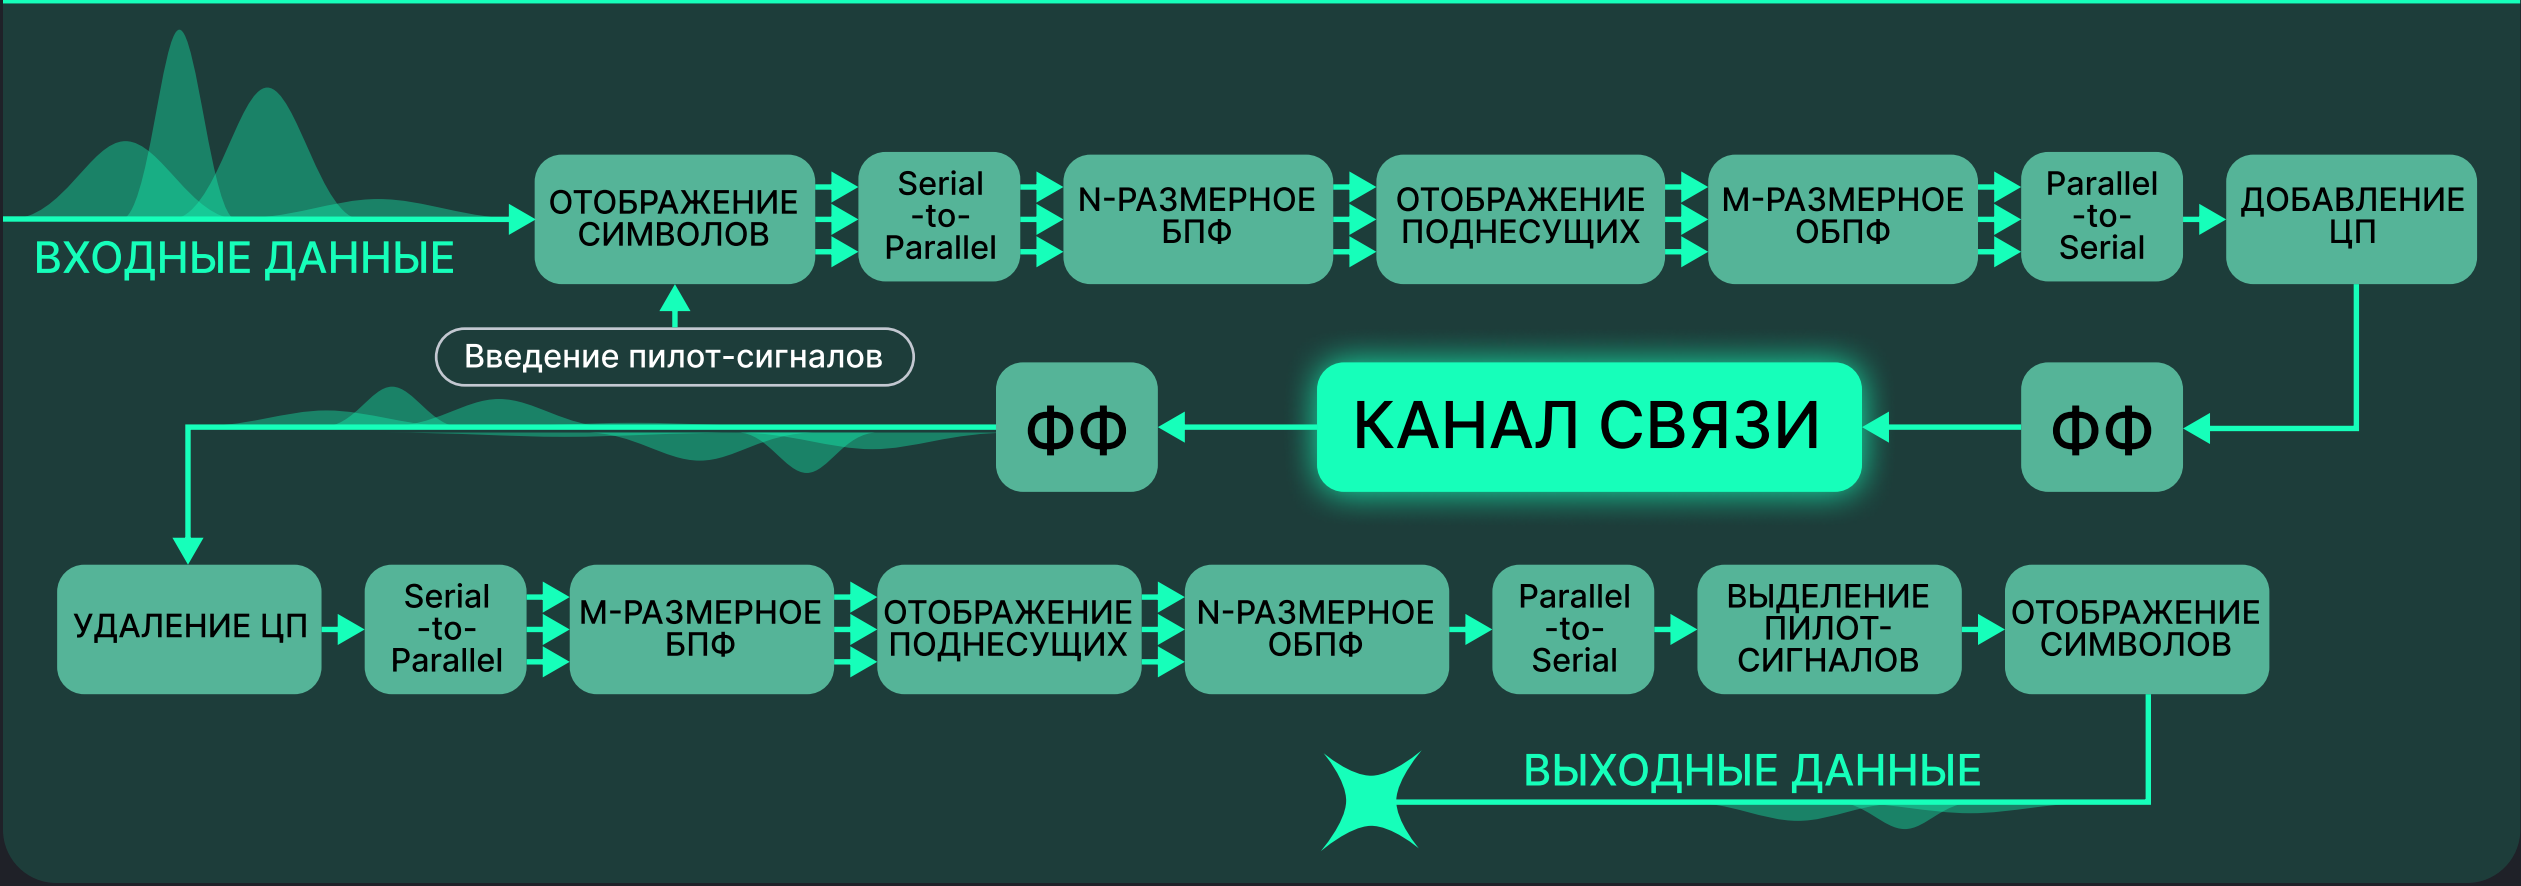 ВХОДНЫЕ ДАННЫЕ
ОТОБРАЖЕНИЕ
СИМВОЛОВ
Serial
-to-
Parallel
N-РАЗМЕРНОЕ
БПФ
ОТОБРАЖЕНИЕ
ПОДНЕСУЩИХ
М-РАЗМЕРНОЕ
ОБПФ
Parallel
-to-
Serial
ДОБАВЛЕНИЕ
ЦП
Введение пилот-сигналов
ФФ
КАНАЛ СВЯЗИ
ФФ
УДАЛЕНИЕ ЦП
Serial
-to-
Parallel
М-РАЗМЕРНОЕ
БПФ
ОТОБРАЖЕНИЕ
ПОДНЕСУЩИХ
N-РАЗМЕРНОЕ
ОБПФ
Parallel
-to-
Serial
ВЫДЕЛЕНИЕ
ПИЛОТ-
СИГНАЛОВ
ОТОБРАЖЕНИЕ
СИМВОЛОВ
ВЫХОДНЫЕ ДАННЫЕ